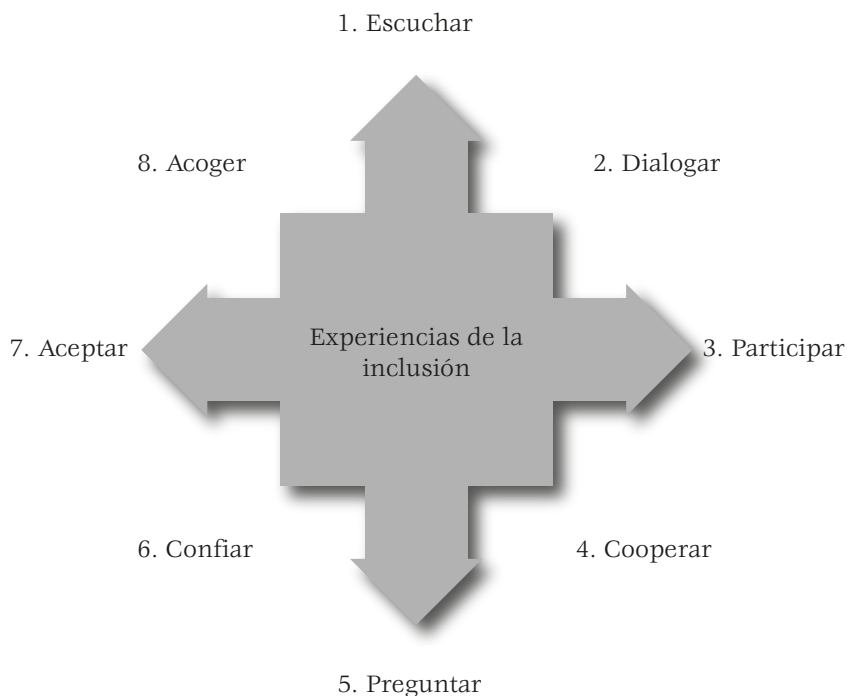 1. Escuchar
8. Acoger
2. Dialogar
Experiencias de la
inclusión
7. Aceptar
3. Participar
6. Confiar
4. Cooperar
5. Preguntar